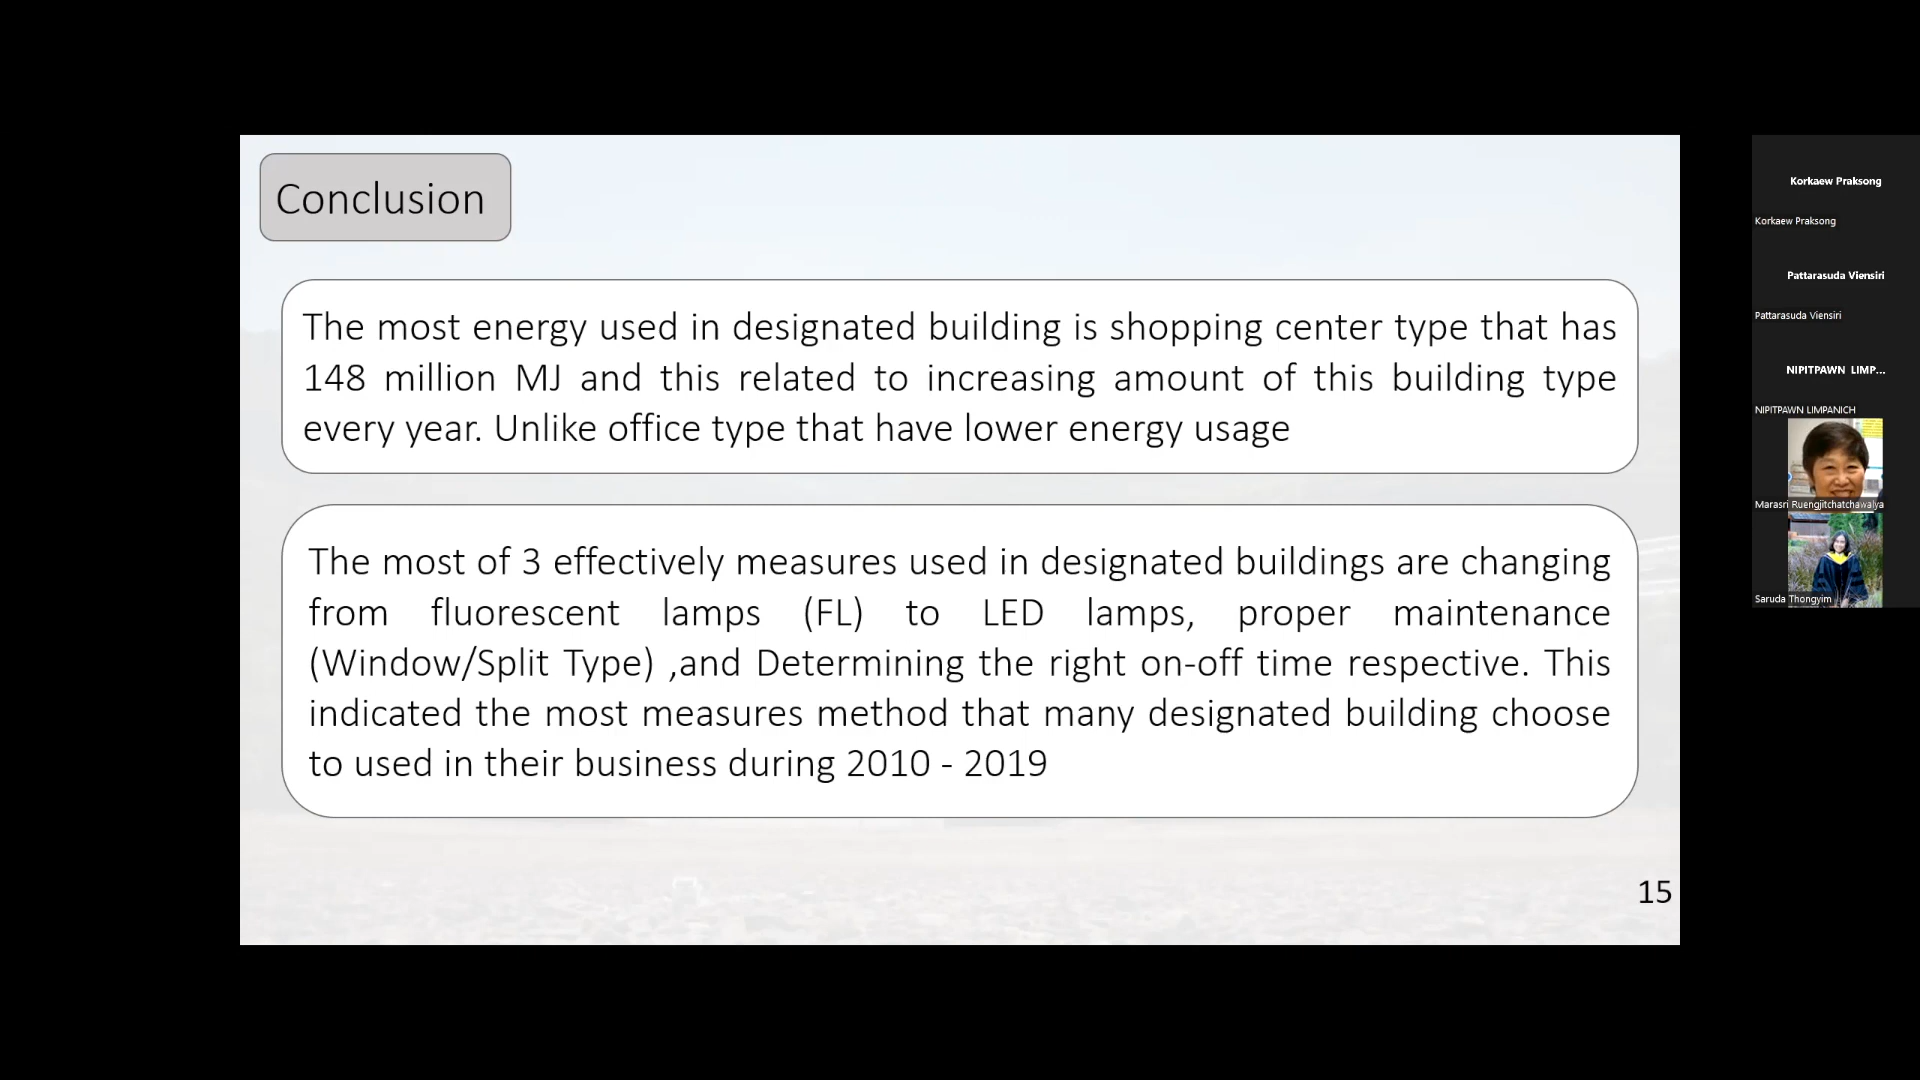 Conclusion
The most energy used in designated building is shopping center type that has
148 million MJ and this related to increasing amount of this building type
every year. Unlike office type that have lower energy usage
The most of 3 effectively measures used in designated buildings are changing
from fluorescent lamps (FL) to LED lamps, proper maintenance
(Window/Split Type) ,and Determining the right on-off time respective. This
indicated the most measures method that many designated building choose
to used in their business during 2010 - 2019
15
Korkaew Praksong
Korkaew Praksong
Pattarasuda Viensiri
Pattarasuda Viensiri
NIPITPAWN LIMP...
NIPITPAWN LIMPANICH
Marasri Ruengjitchatchawalya
Saruda Thongyim